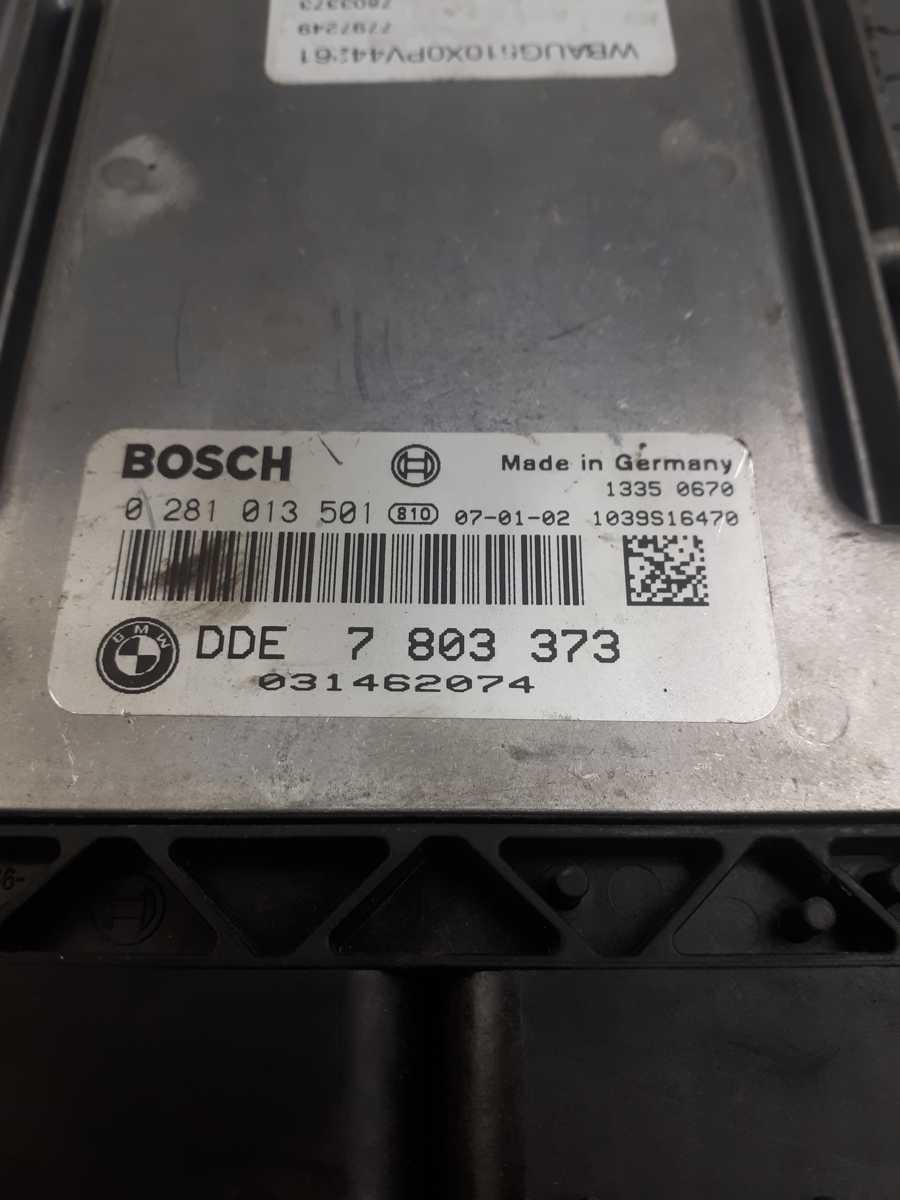 WBAUG510X0PV44261
7797249
7803373
BOSCH
Made in Germany
1335 0670
0 281 013 501 810 07-01-02 1039S16470
BMW
DDE 7 803 373
031462074
6-